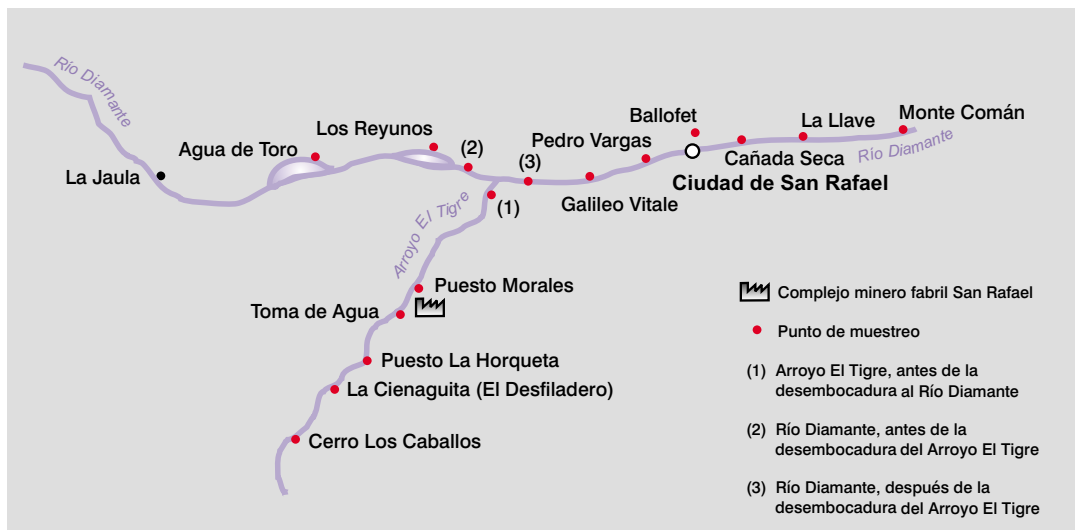 Río Diamante
La Jaula
Agua de Toro
Los Reyunos
(2)
(3)
(1)
Arroyo El Tigre
Pedro Vargas
Ballofet
Galileo Vitale
Ciudad de San Rafael
Cañada Seca
La Llave
Monte Comán
Río Diamante
Puesto Morales
Toma de Agua
Puesto La Horqueta
La Cienaguita (El Desfiladero)
Cerro Los Caballos
Complejo minero fabril San Rafael
Punto de muestreo
(1) Arroyo El Tigre, antes de la
desembocadura al Río Diamante
(2) Río Diamante, antes de la
desembocadura del Arroyo El Tigre
(3) Río Diamante, después de la
desembocadura del Arroyo El Tigre